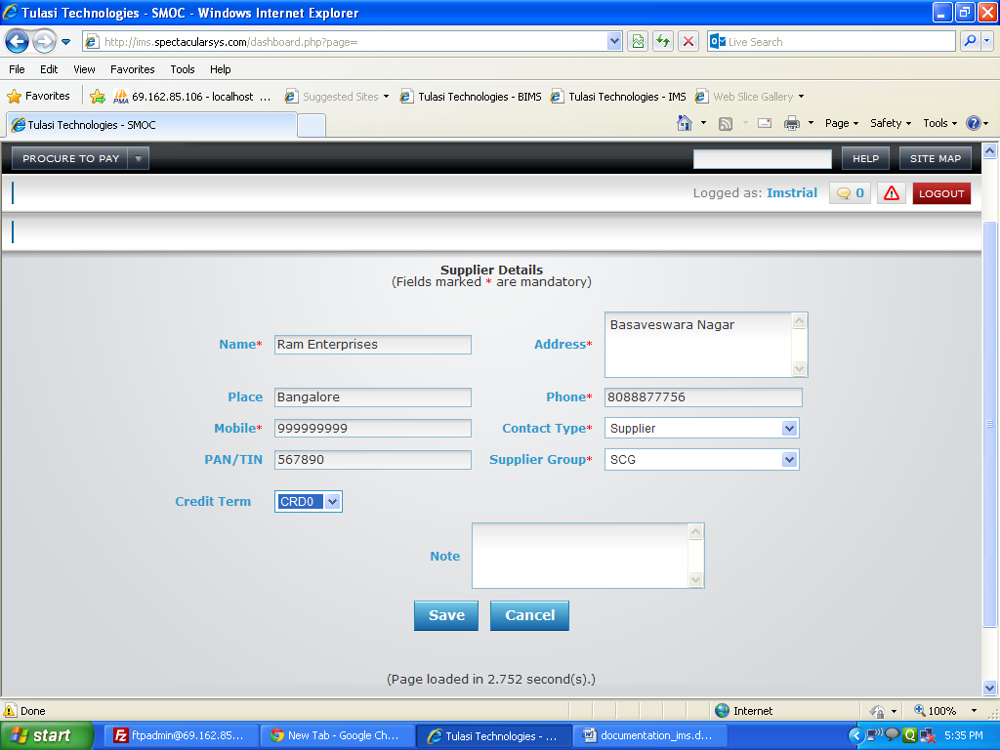 Tulasi Technologies - SMOC - Windows Internet Explorer
http://ims.spectacularsys.com/dashboard.php?page=
Live Search
File Edit View Favorites Tools Help
Favorites PMA 69.162.85.106 - localhost ... Suggested Sites Tulasi Technologies - BIMS Tulasi Technologies - IMS Web Slice Gallery
Tulasi Technologies - SMOC Page Safety Tools
PROCURE TO PAY HELP SITE MAP
Logged as: Imstrial 0 LOGOUT
Supplier Details
(Fields marked * are mandatory)
Name* Ram Enterprises Address* Basaveswara Nagar
Place Bangalore Phone* 8088877756
Mobile* 999999999 Contact Type* Supplier
PAN/TIN 567890 Supplier Group* SCG
Credit Term CRD0
Note
Save Cancel
(Page loaded in 2.752 second(s).)
Done Internet 100%
start ftpadmin@69.162.85.... New Tab - Google Ch... Tulasi Technologies - ... documentation_ims.d... 5:35 PM